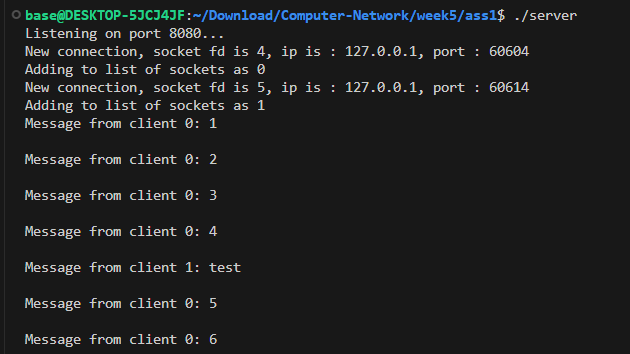 base@DESKTOP-5JCJ4JF:~/Download/Computer-Network/week5/ass1$ ./server
Listening on port 8080...
New connection, socket fd is 4, ip is : 127.0.0.1, port : 60604
Adding to list of sockets as 0
New connection, socket fd is 5, ip is : 127.0.0.1, port : 60614
Adding to list of sockets as 1
Message from client 0: 1
Message from client 0: 2
Message from client 0: 3
Message from client 0: 4
Message from client 1: test
Message from client 0: 5
Message from client 0: 6